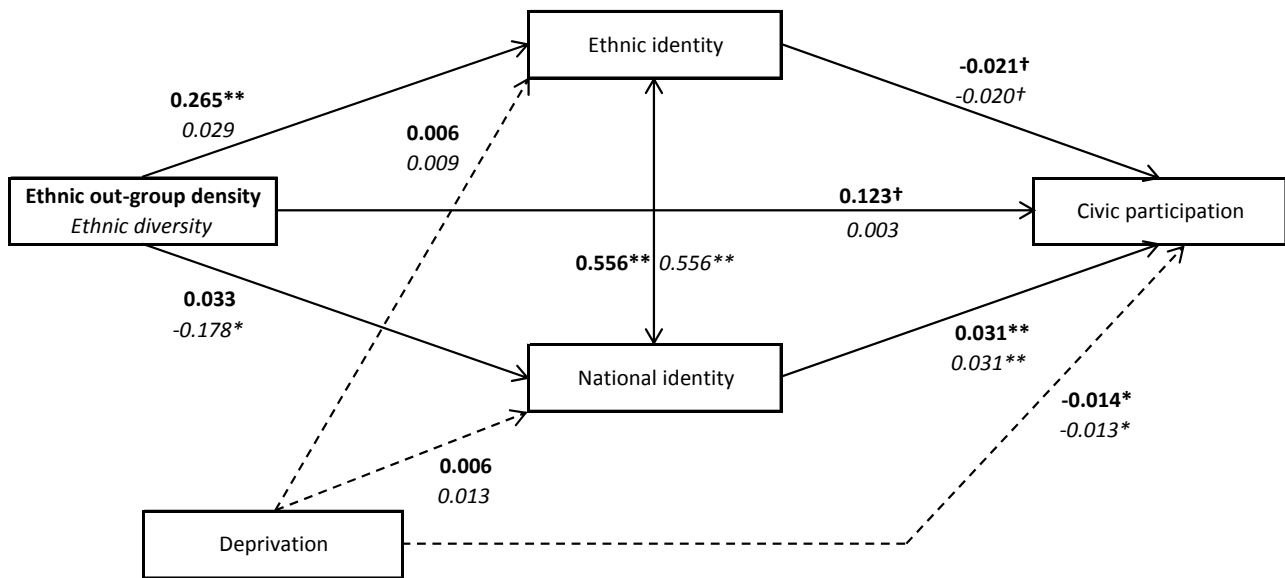 Ethnic identity
-0.021†
-0.020†
0.265**
0.029
0.006
0.009
Ethnic out-group density
Ethnic diversity
0.123†
0.003
Civic participation
0.556** 0.556**
0.033
-0.178*
National identity
0.031**
0.031**
-0.014*
-0.013*
0.006
0.013
Deprivation